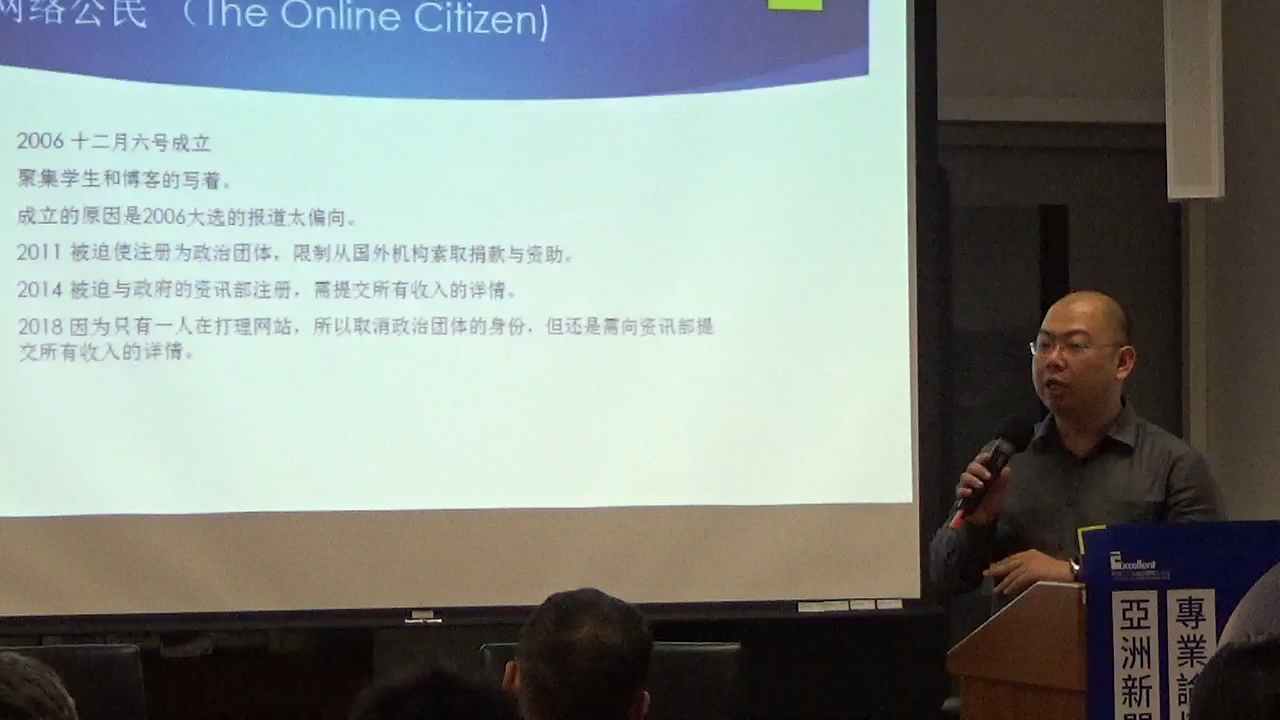 网络公民 (The Online Citizen)
2006 十二月六号成立
聚集学生和博客的写着。
成立的原因是2006大选的报道太偏向。
2011 被迫使注册为政治团体，限制从国外机构索取捐款与资助。
2014 被迫与政府的资讯部注册，需提交所有收入的详情。
2018 因为只有一人在打理网站，所以取消政治团体的身份，但还是需向资讯部提
交所有收入的详情。
Excellent
專業論
亞洲新聞